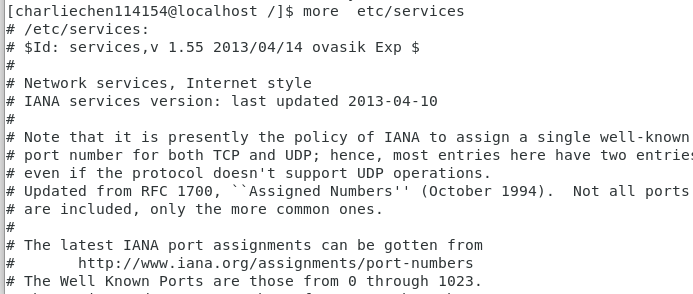 [charliechen114154@localhost /]$ more  etc/services
# /etc/services:
# $Id: services,v 1.55 2013/04/14 ovasik Exp $
#
# Network services, Internet style
# IANA services version: last updated 2013-04-10
#
# Note that it is presently the policy of IANA to assign a single well-known
# port number for both TCP and UDP; hence, most entries here have two entries
# even if the protocol doesn't support UDP operations.
# Updated from RFC 1700, ``Assigned Numbers'' (October 1994).  Not all ports
# are included, only the more common ones.
#
# The latest IANA port assignments can be gotten from
#       http://www.iana.org/assignments/port-numbers
# The Well Known Ports are those from 0 through 1023.